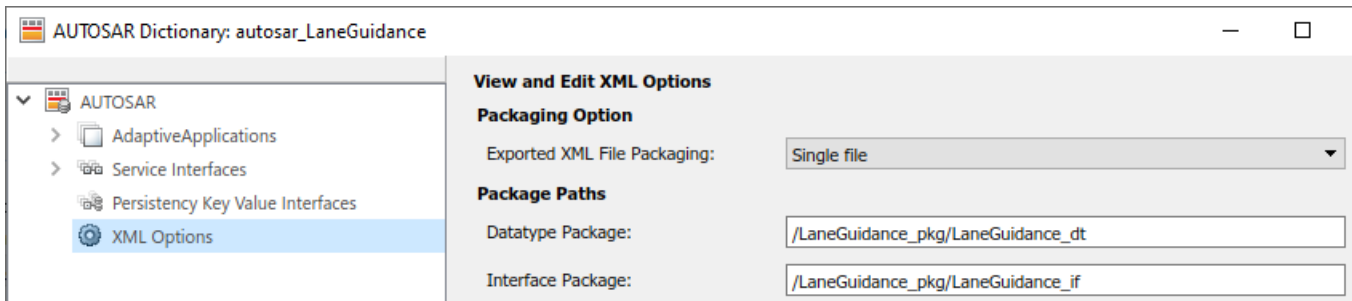 AUTOSAR Dictionary: autosar_LaneGuidance
AUTOSAR
AdaptiveApplications
Service Interfaces
Persistency Key Value Interfaces
XML Options
View and Edit XML Options
Packaging Option
Exported XML File Packaging: Single file
Package Paths
Datatype Package: /LaneGuidance_pkg/LaneGuidance_dt
Interface Package: /LaneGuidance_pkg/LaneGuidance_if